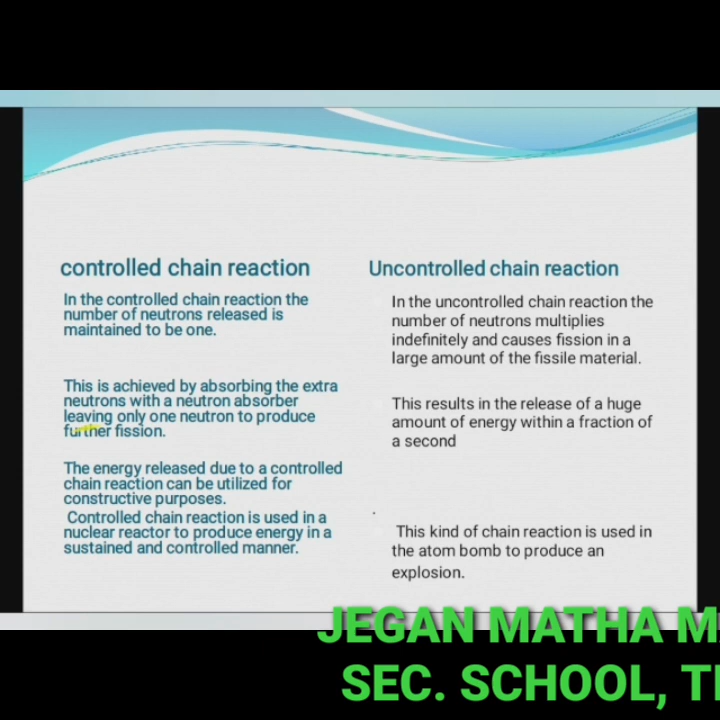 controlled chain reaction
In the controlled chain reaction the
number of neutrons released is
maintained to be one.
This is achieved by absorbing the extra
neutrons with a neutron absorber
leaving only one neutron to produce
further fission.
The energy released due to a controlled
chain reaction can be utilized for
constructive purposes.
Controlled chain reaction is used in a
nuclear reactor to produce energy in a
sustained and controlled manner.
Uncontrolled chain reaction
In the uncontrolled chain reaction the
number of neutrons multiplies
indefinitely and causes fission in a
large amount of the fissile material.
This results in the release of a huge
amount of energy within a fraction of
a second
This kind of chain reaction is used in
the atom bomb to produce an
explosion.
JEGAN MATHA
SEC. SCHOOL,